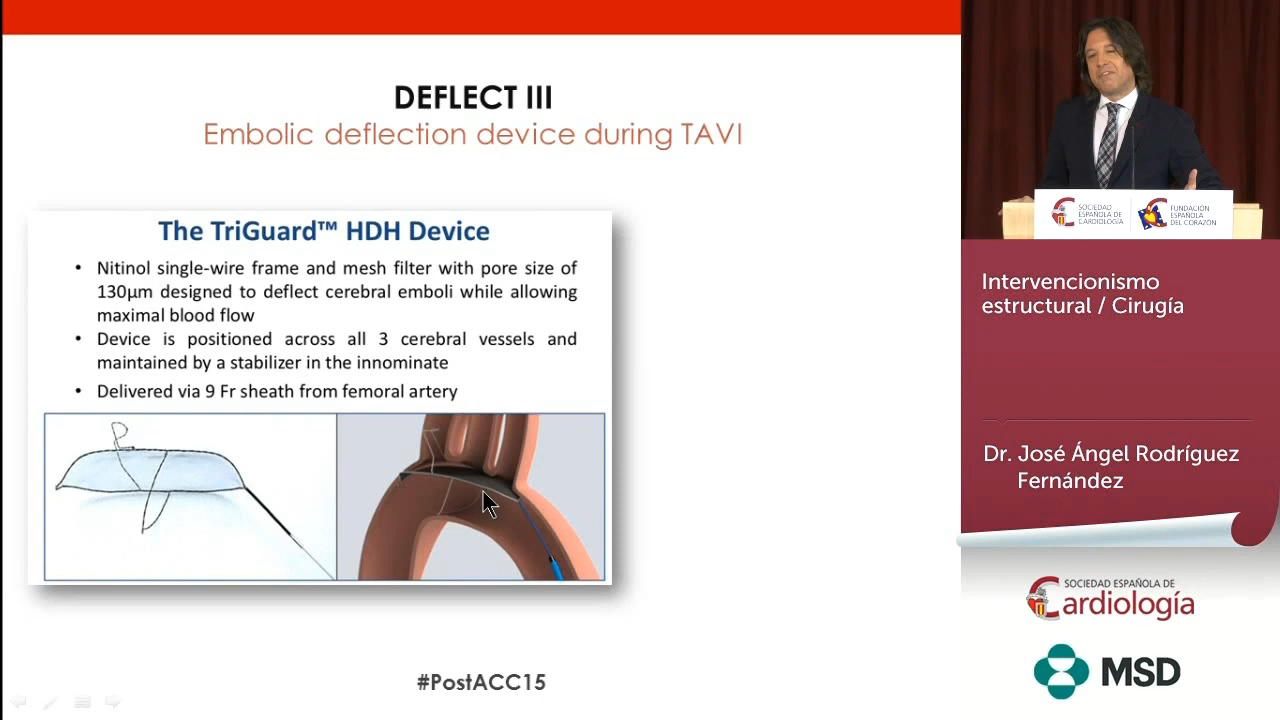 DEFLECT III
Embolic deflection device during TAVI
The TriGuard™ HDH Device
• Nitinol single-wire frame and mesh filter with pore size of
130µm designed to deflect cerebral emboli while allowing
maximal blood flow
• Device is positioned across all 3 cerebral vessels and
maintained by a stabilizer in the innominate
• Delivered via 9 Fr sheath from femoral artery
#PostACC15
SOCIEDAD
ESPAÑOLA DE
CARDIOLOGÍA
FUNDACIÓN
ESPAÑOLA
DEL CORAZÓN
Intervencionismo
estructural / Cirugía
Dr. José Ángel Rodríguez
Fernández
SOCIEDAD ESPAÑOLA DE
Cardiología
MSD